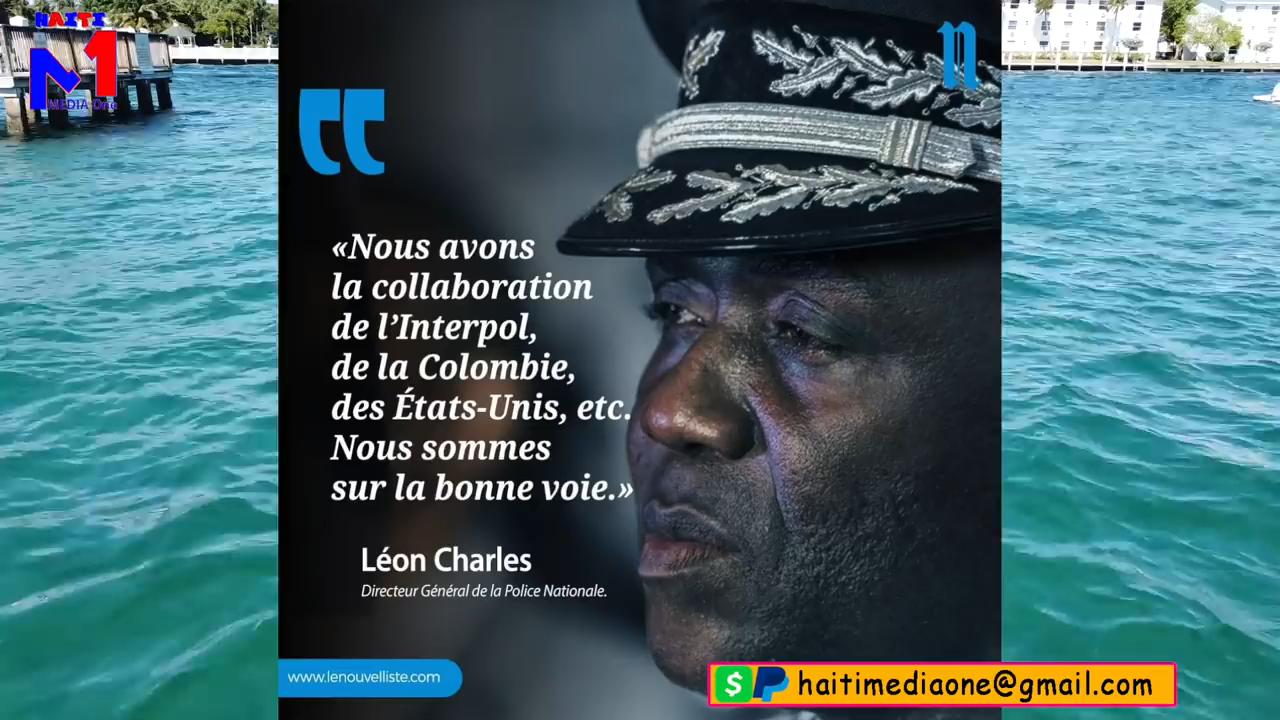 HAITI
M1
MEDIA One
n
«Nous avons
la collaboration
de l'Interpol,
de la Colombie,
des États-Unis, etc.
Nous sommes
sur la bonne voie.»
Léon Charles
Directeur Général de la Police Nationale.
www.lenouvelliste.com
$ P haitimediaone@gmail.com